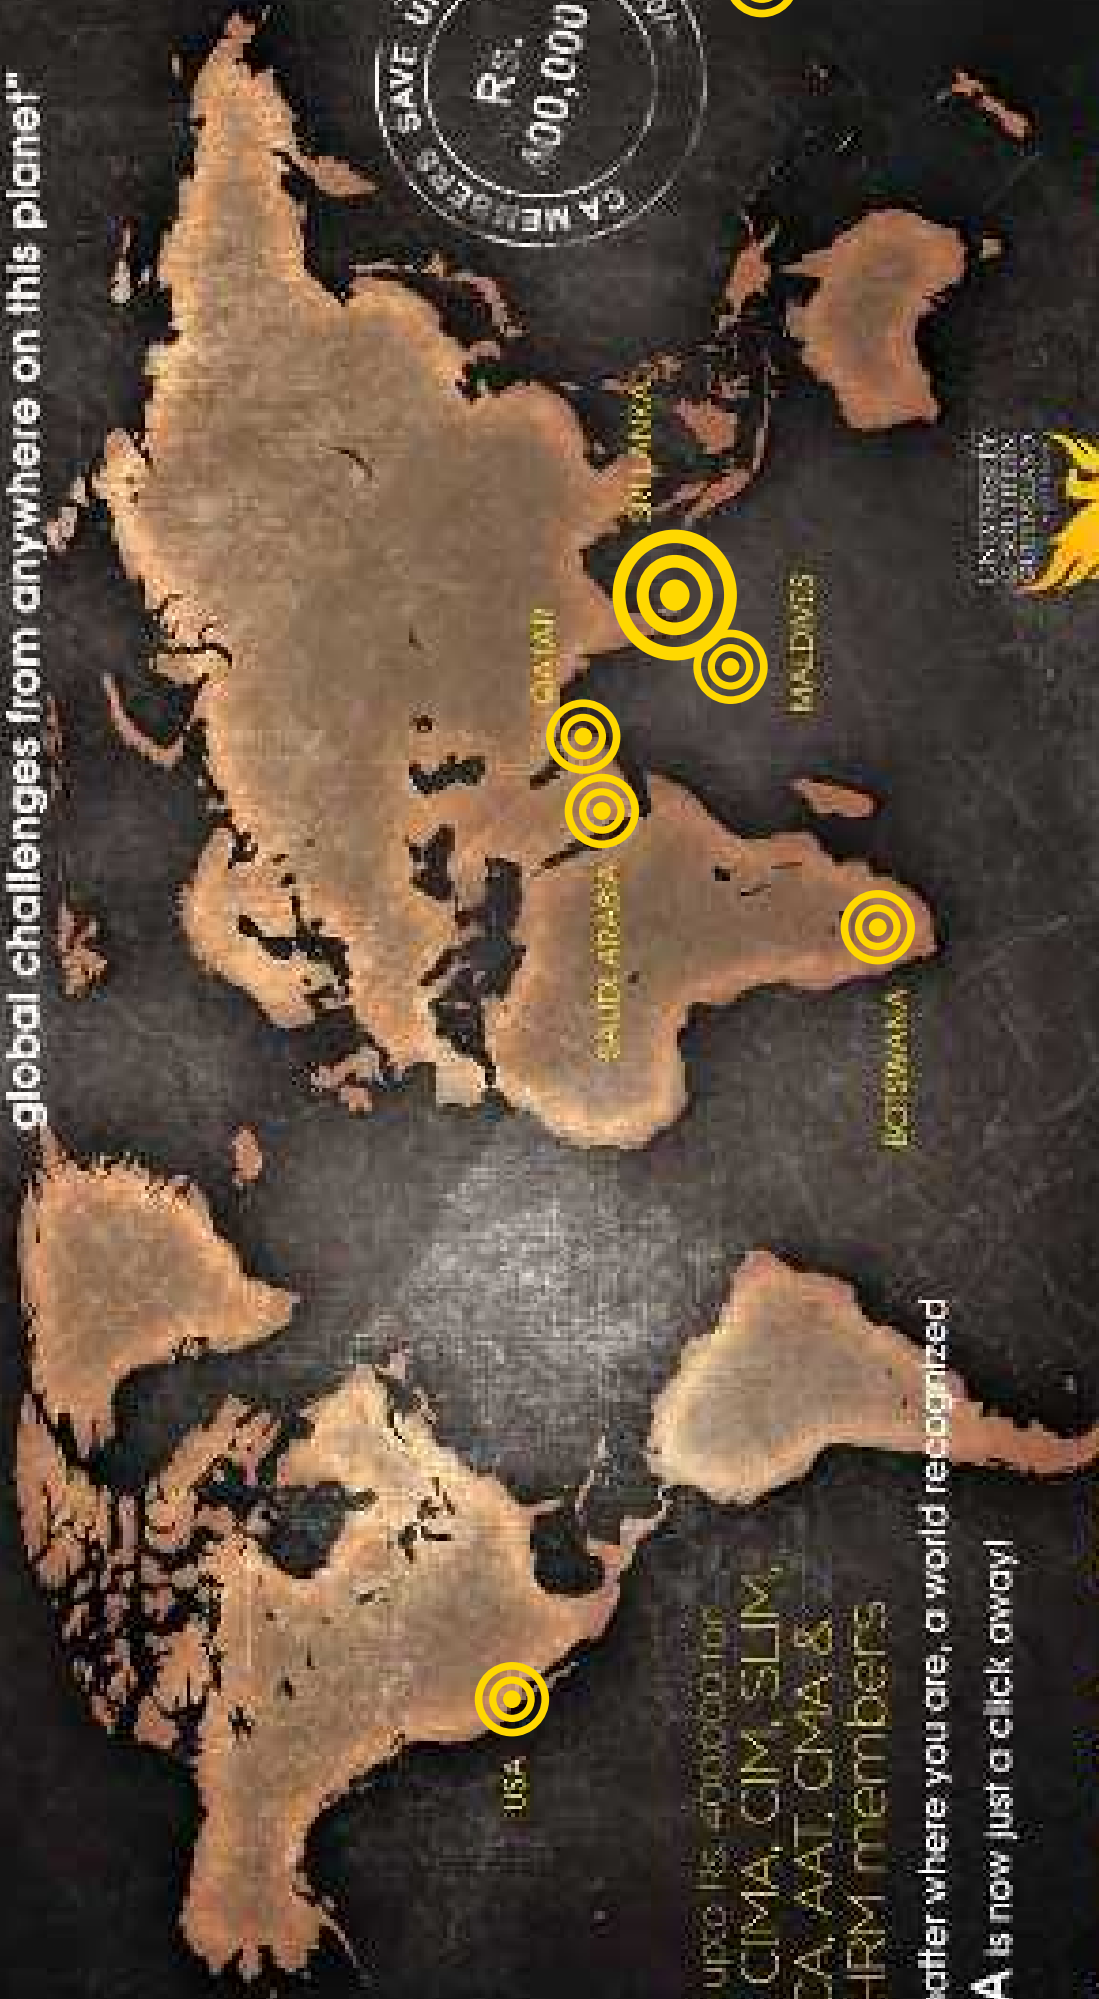 global challenges from anywhere on this planet"
CA MEMBERS SAVE
Rs.
00,000
SRI LANKA
QATAR
MALDIVES
SAUDI ARABIA
BOTSWANA
USA
CIMA, CIM, SLIM,
CA, AAT, CMA &
HRM members
where you are, a world recognized
A is now just a click away!
UNIVERSITY